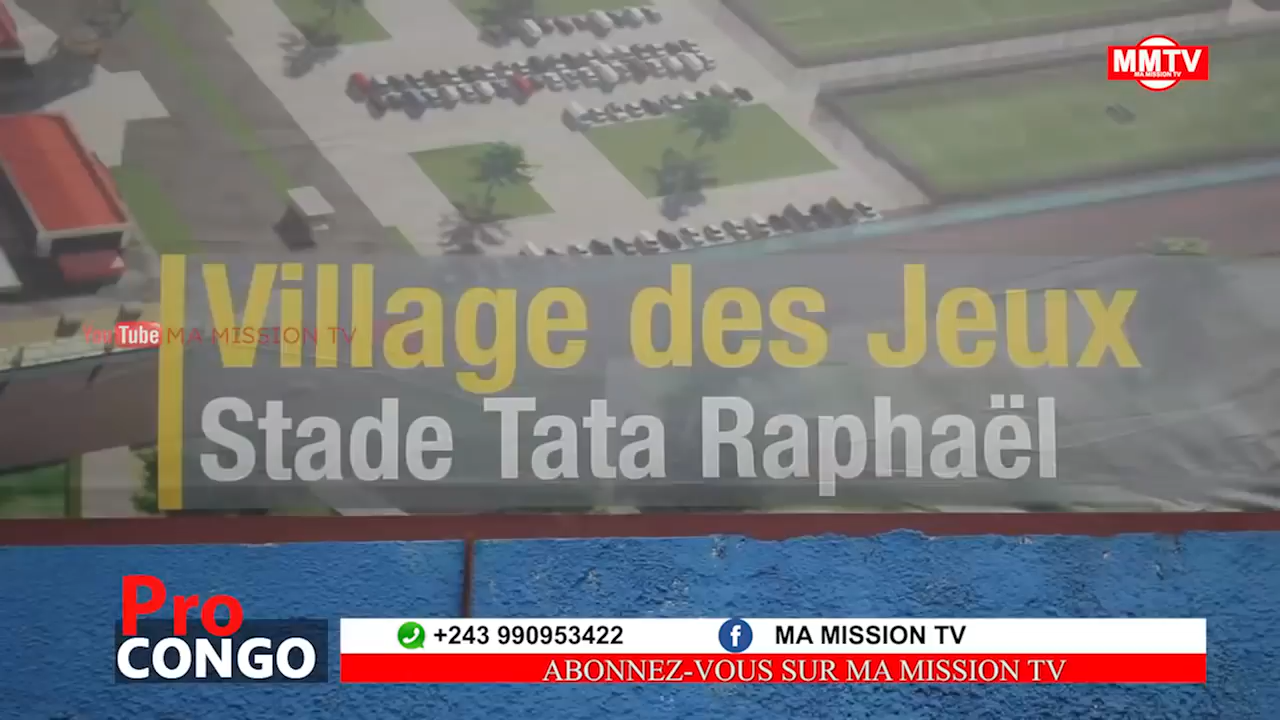 MMTV
MA MISSION TV
Village des Jeux
YouTube MA MISSION TV
Stade Tata Raphaël
Pro
CONGO
+243 990953422
MA MISSION TV
ABONNEZ-VOUS SUR MA MISSION TV